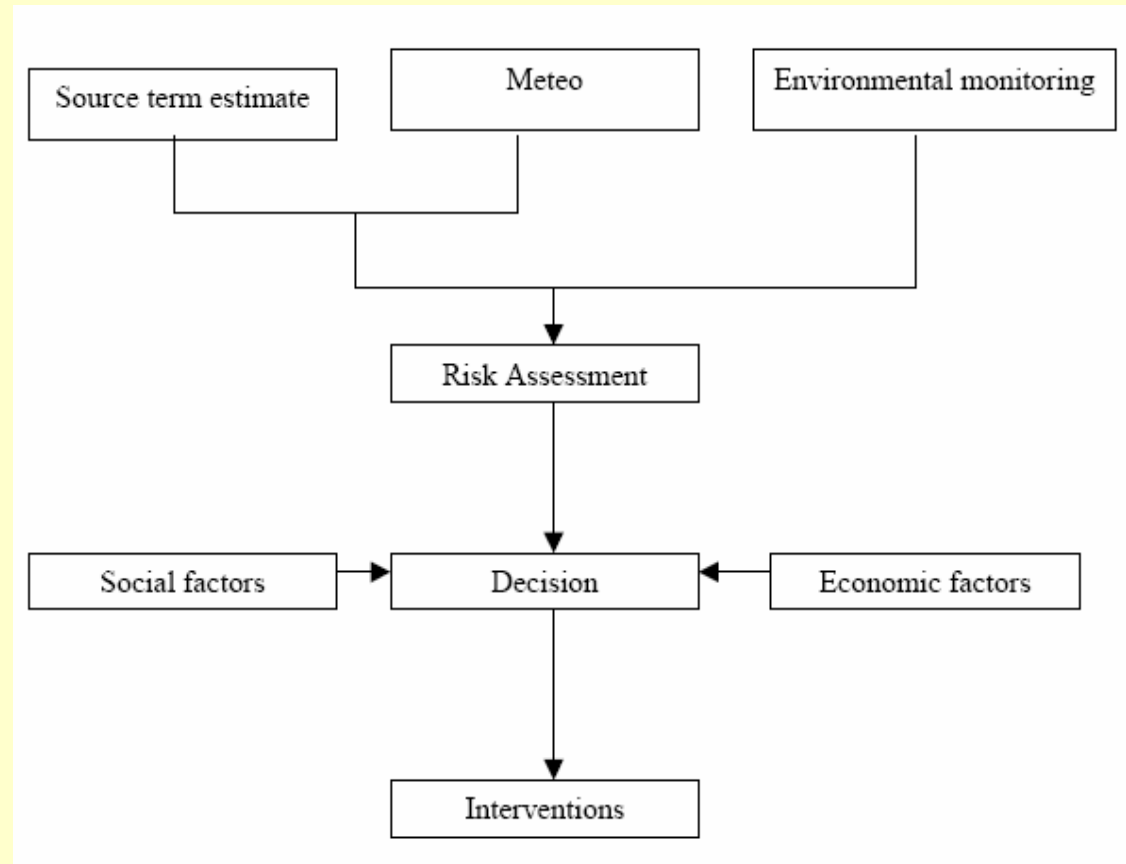 Source term estimate
Meteo
Environmental monitoring
Risk Assessment
Social factors
Decision
Economic factors
Interventions